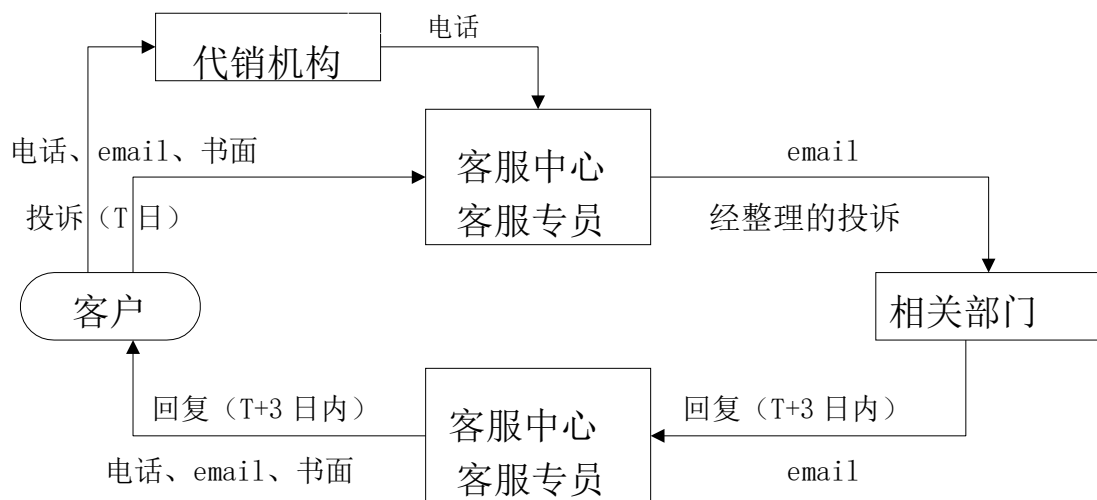 电话
代销机构
电话、email、书面
客服中心
客服专员
email
投诉（T 日）
经整理的投诉
客户
相关部门
回复（T+3 日内）
客服中心
客服专员
回复（T+3 日内）
电话、email、书面
email